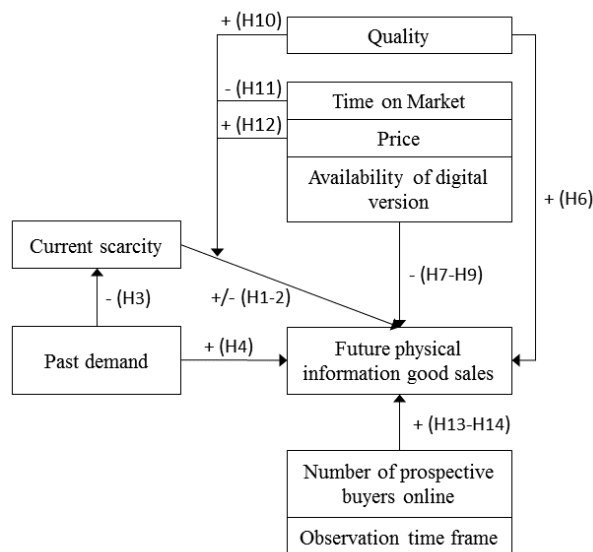 + (H10)
Quality
- (H11)
Time on Market
+ (H12)
Price
Availability of digital
version
+ (H6)
Current scarcity
- (H7-H9)
+/- (H1-2)
- (H3)
Past demand
+ (H4)
Future physical
information good sales
+ (H13-H14)
Number of prospective
buyers online
Observation time frame